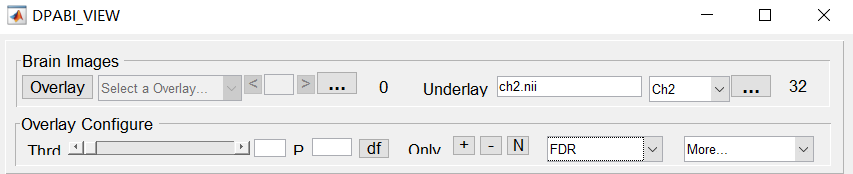 DPABI_VIEW
Brain Images
Overlay Select a Overlay... < > ... 0 Underlay ch2.nii Ch2 ... 32
Overlay Configure
Thrd P df Only + - N FDR More...